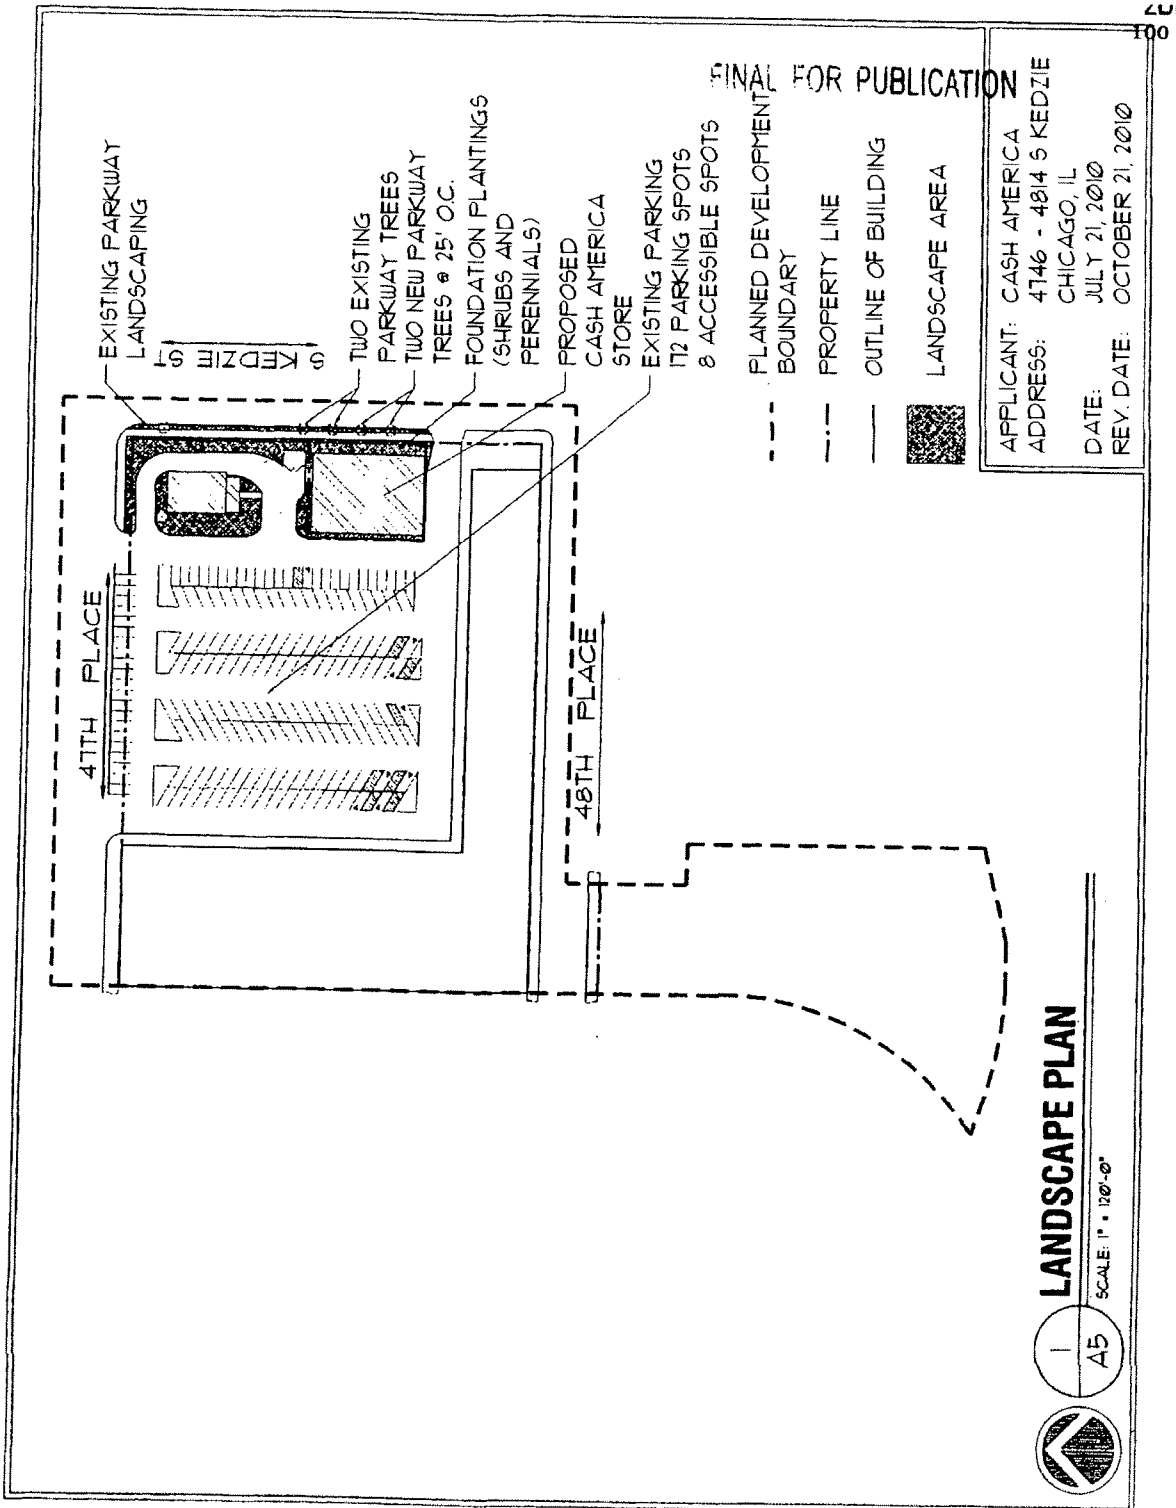 100
FINAL FOR PUBLICATION
EXISTING PARKWAY
LANDSCAPING
S KEDZIE ST
TWO EXISTING
PARKWAY TREES
TWO NEW PARKWAY
TREES @ 25' O.C.
FOUNDATION PLANTINGS
(SHRUBS AND
PERENNIALS)
PROPOSED
CASH AMERICA
STORE
EXISTING PARKING
172 PARKING SPOTS
8 ACCESSIBLE SPOTS
47TH PLACE
48TH PLACE
PLANNED DEVELOPMENT
BOUNDARY
PROPERTY LINE
OUTLINE OF BUILDING
LANDSCAPE AREA
APPLICANT: CASH AMERICA
ADDRESS: 4746 - 4814 S KEDZIE
CHICAGO, IL
DATE: JULY 21, 2010
REV. DATE: OCTOBER 21, 2010
1
A5
LANDSCAPE PLAN
SCALE: 1" = 120'-0"